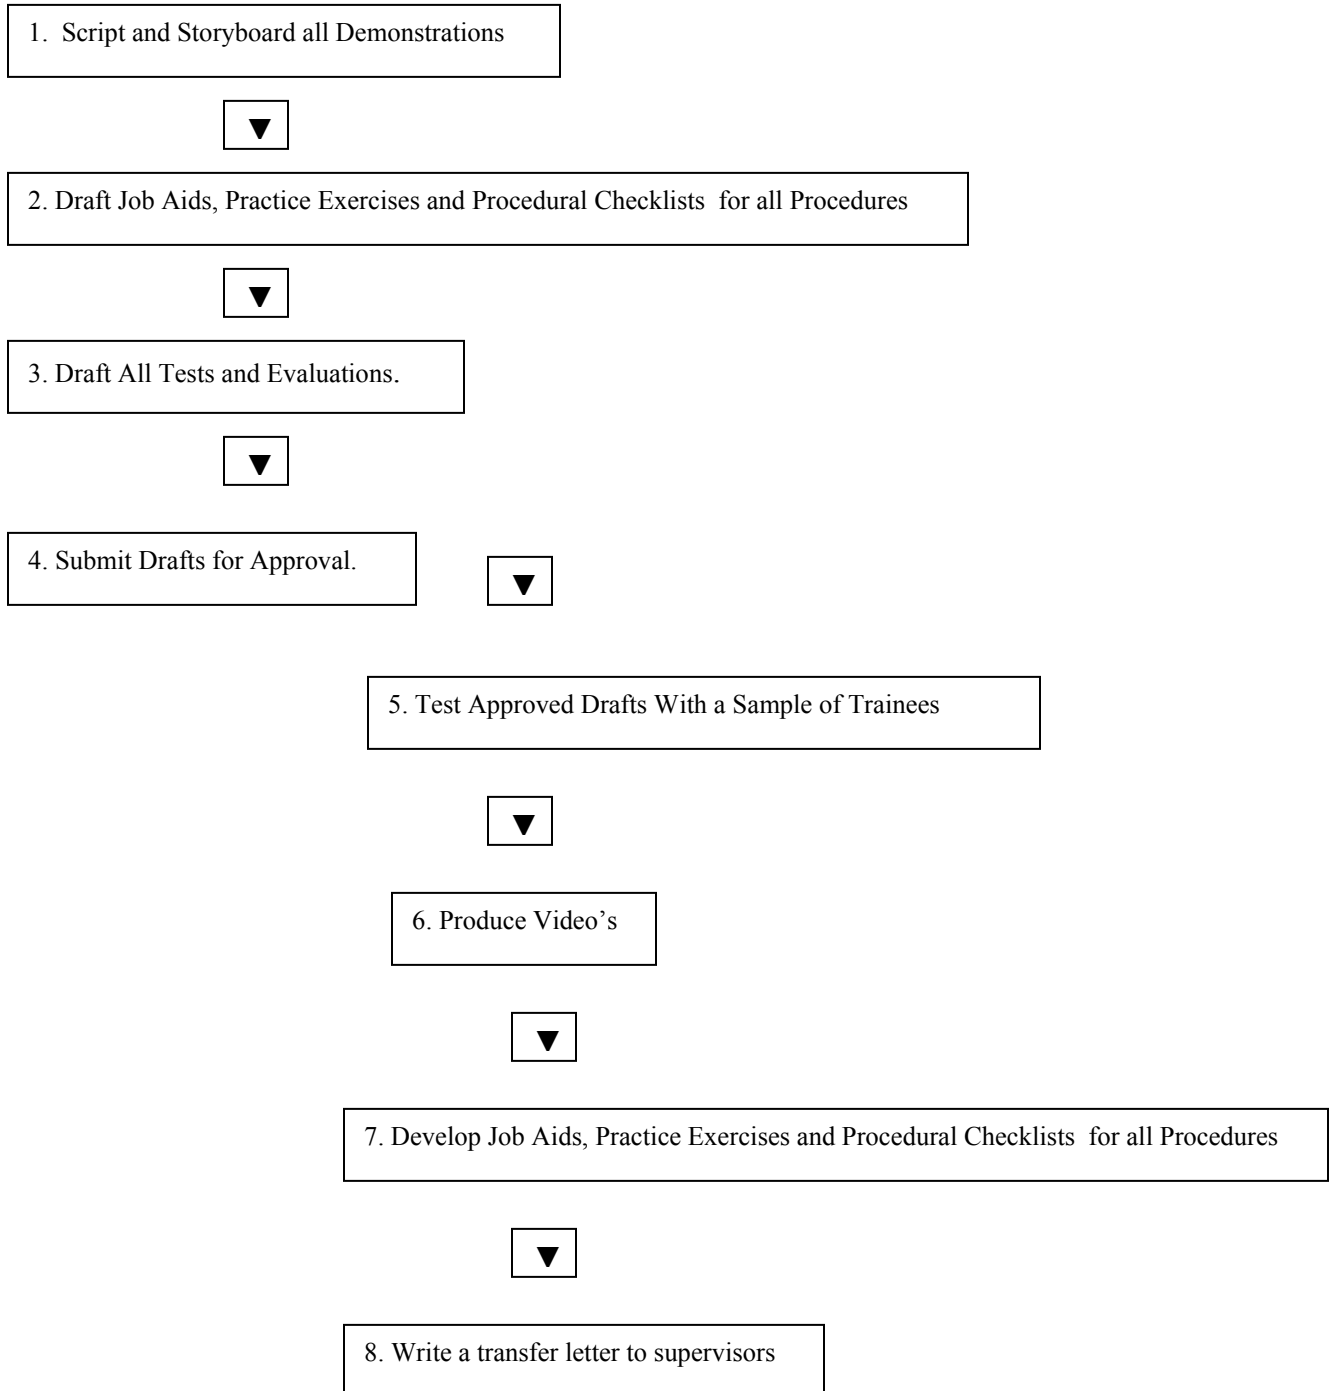 1.  Script and Storyboard all Demonstrations
▼
2. Draft Job Aids, Practice Exercises and Procedural Checklists  for all Procedures
▼
3. Draft All Tests and Evaluations.
▼
4. Submit Drafts for Approval.
▼
5. Test Approved Drafts With a Sample of Trainees
▼
6. Produce Video’s
▼
7. Develop Job Aids, Practice Exercises and Procedural Checklists  for all Procedures
▼
8. Write a transfer letter to supervisors